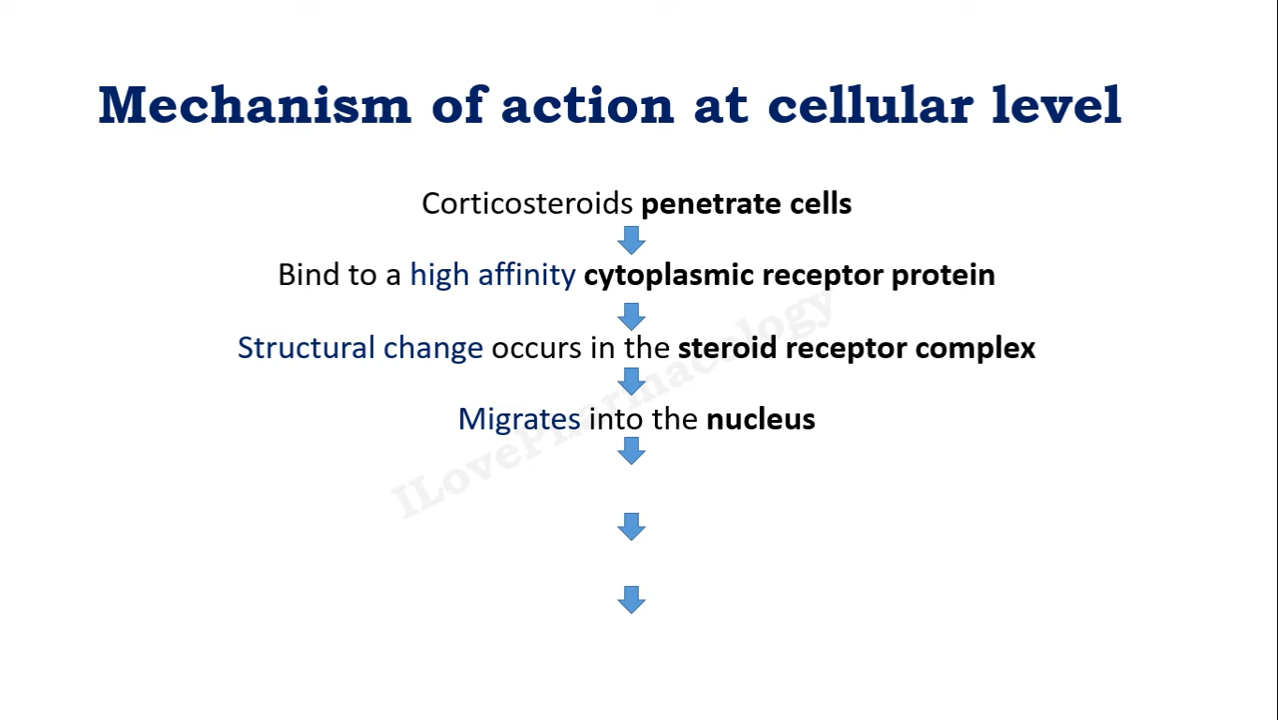 Mechanism of action at cellular level
Corticosteroids penetrate cells
Bind to a high affinity cytoplasmic receptor protein
Structural change occurs in the steroid receptor complex
Migrates into the nucleus
ILovePharmacology